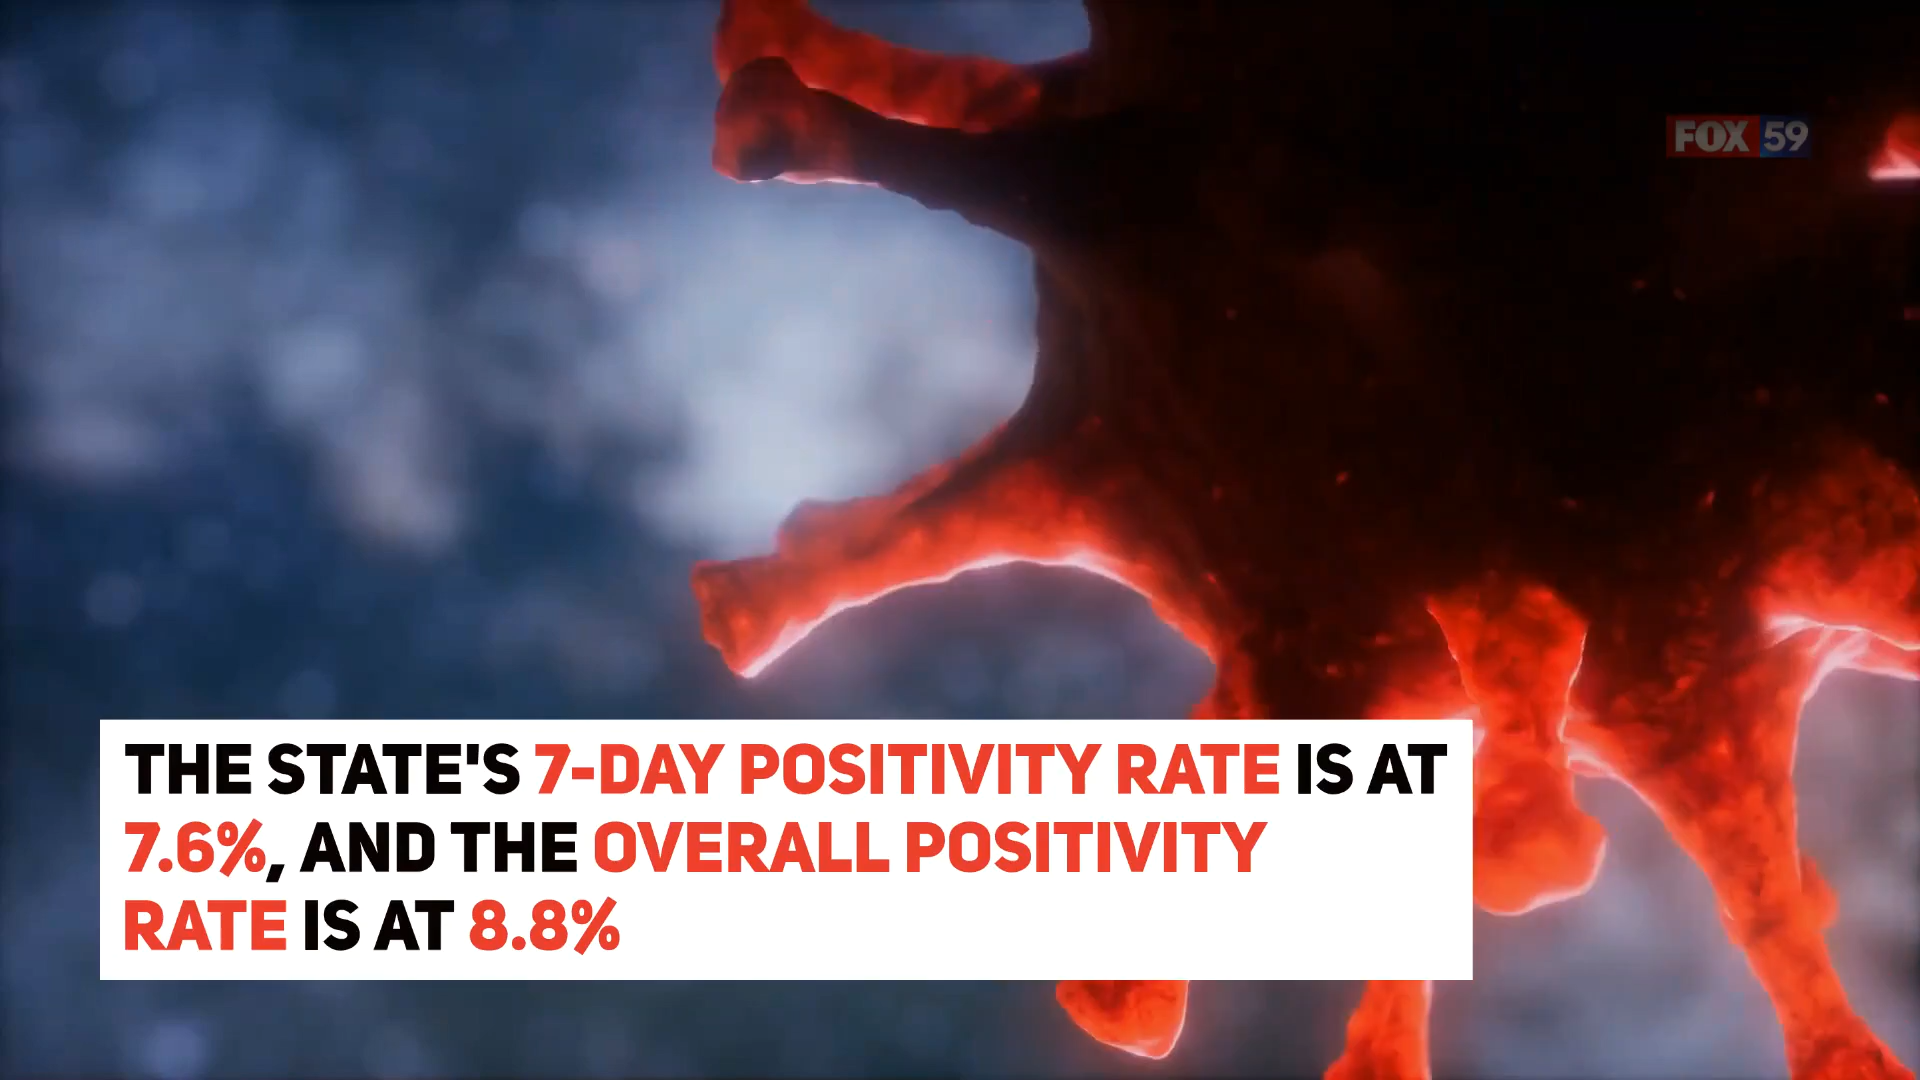 FOX 59
THE STATE'S 7-DAY POSITIVITY RATE IS AT
7.6%, AND THE OVERALL POSITIVITY
RATE IS AT 8.8%